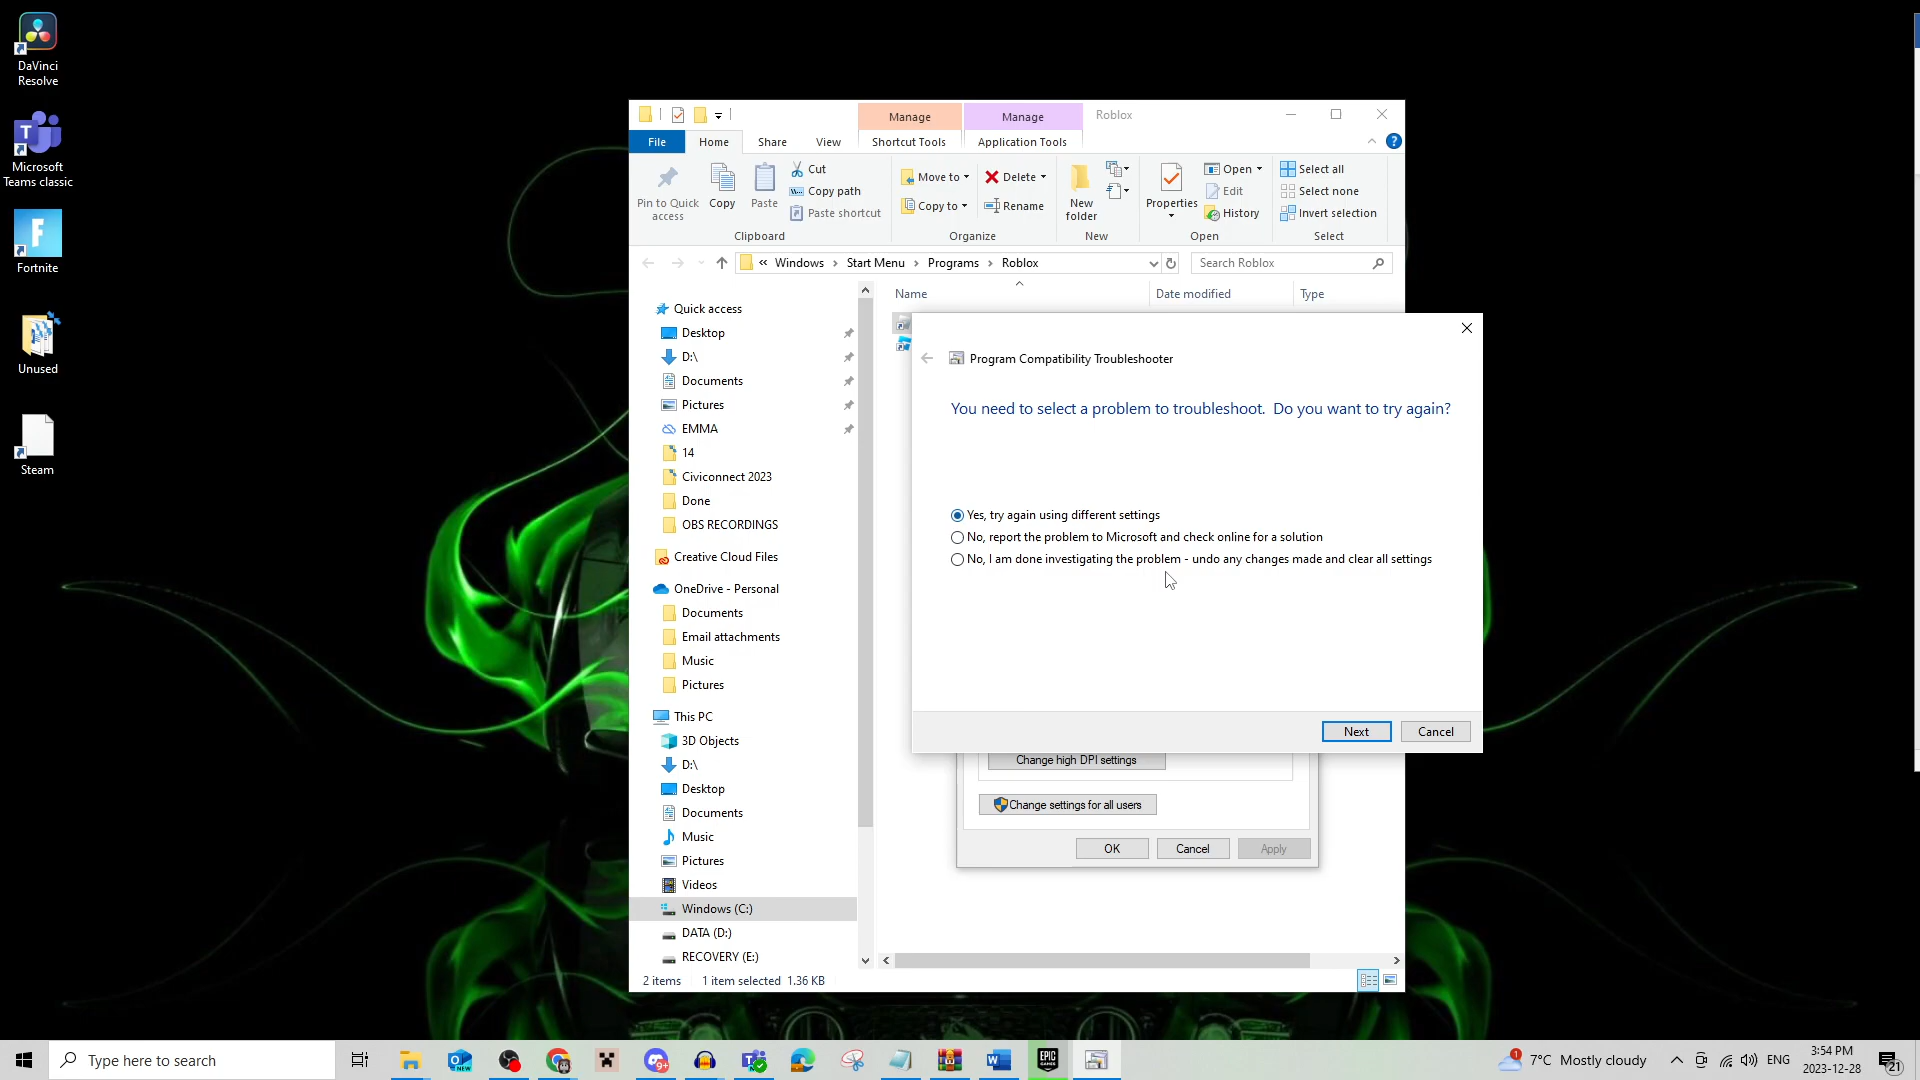 DaVinci
Resolve
Microsoft
Teams classic
Fortnite
Unused
Steam
Manage
Manage
Roblox
File
Home
Share
View
Shortcut Tools
Application Tools
Pin to Quick
access
Copy
Paste
Cut
Copy path
Paste shortcut
Clipboard
Move to
Copy to
Delete
Rename
Organize
New
folder
New
Properties
Open
Edit
History
Open
Select all
Select none
Invert selection
Select
« Windows › Start Menu › Programs › Roblox
Search Roblox
Name
Date modified
Type
Quick access
Desktop
D:\
Documents
Pictures
EMMA
14
Civiconnect 2023
Done
OBS RECORDINGS
Creative Cloud Files
OneDrive - Personal
Documents
Email attachments
Music
Pictures
This PC
3D Objects
D:\
Desktop
Documents
Music
Pictures
Videos
Windows (C:)
DATA (D:)
RECOVERY (E:)
2 items
1 item selected 1.36 KB
Program Compatibility Troubleshooter
You need to select a problem to troubleshoot. Do you want to try again?
Yes, try again using different settings
No, report the problem to Microsoft and check online for a solution
No, I am done investigating the problem - undo any changes made and clear all settings
Next
Cancel
Change high DPI settings
Change settings for all users
OK
Cancel
Apply
Type here to search
NEW
9+
EPIC
GAMES
1
7°C Mostly cloudy
ENG
3:54 PM
2023-12-28
21